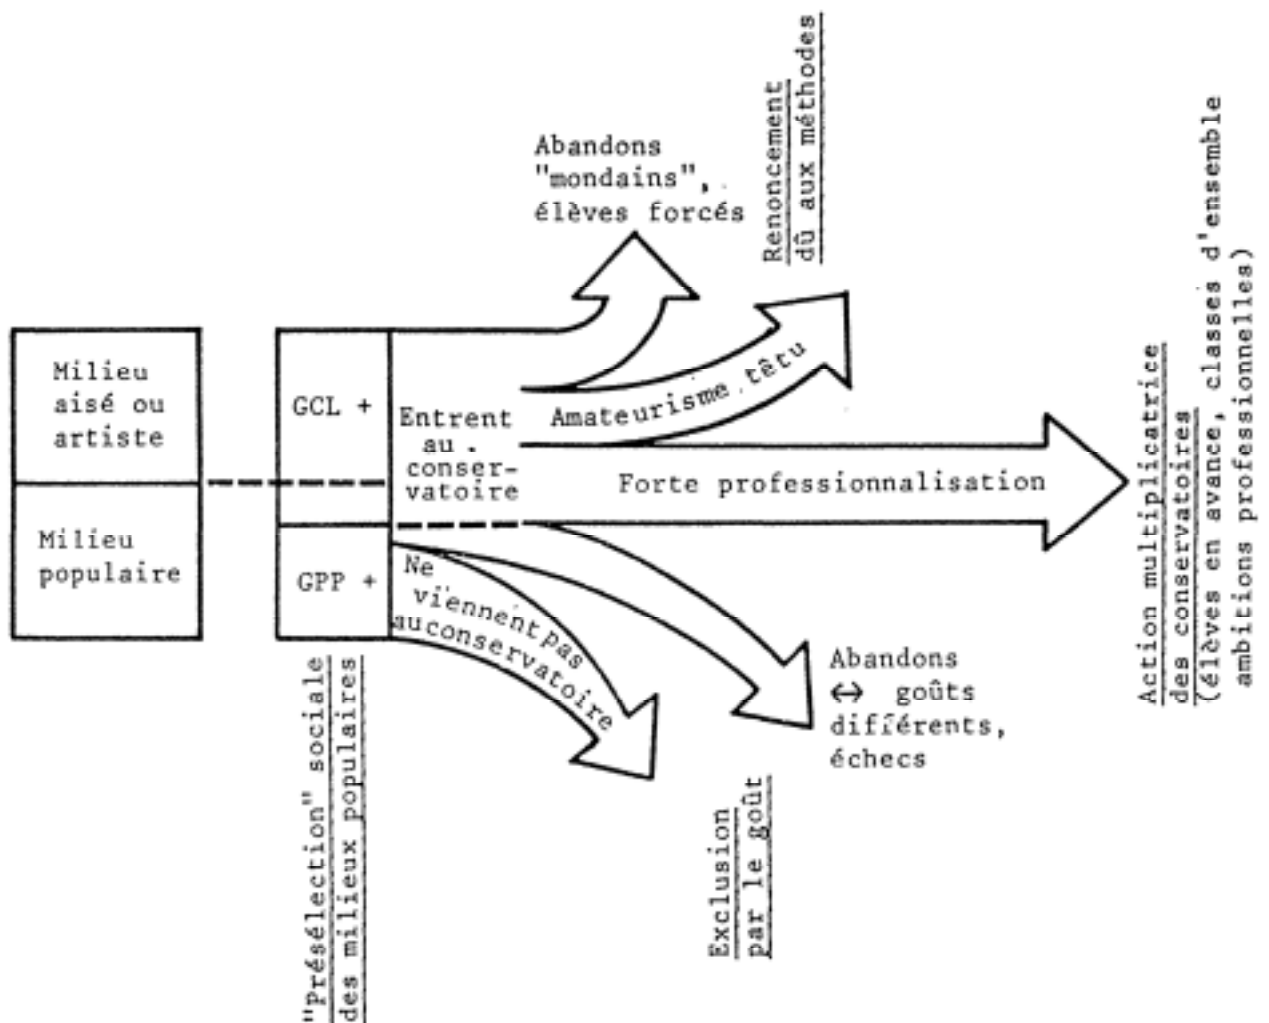 Milieu
aisé ou
artiste
Milieu
populaire
GCL +
GPP +
"Présélection" sociale
des milieux populaires
Entrent
au
conser-
vatoire
Ne
viennent pas
au conservatoire
Abandons
"mondains",
élèves forcés
Amateurisme têtu
Renoncement
dû aux méthodes
Forte professionnalisation
Abandons
↔ goûts
différents,
échecs
Exclusion
par le goût
Action multiplicatrice
des conservatoires
(élèves en avance, classes d'ensemble
ambitions professionnelles)